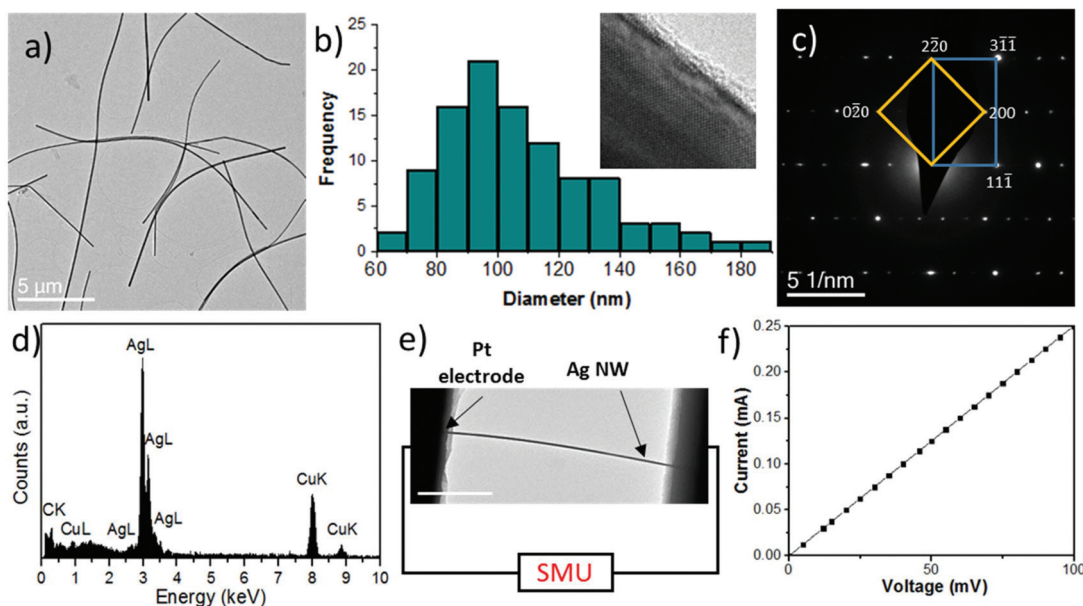 a)
5 µm
b)
Frequency
25
20
15
10
5
0
60 80 100 120 140 160 180
Diameter (nm)
c)
22̅0
31̅1̅
02̅0
200
111̅
5 1/nm
d)
Counts (a.u.)
AgL
AgL
CK
CuL
AgL
AgL
CuK
CuK
0 1 2 3 4 5 6 7 8 9 10
Energy (keV)
e)
Pt
electrode
Ag NW
SMU
f)
Current (mA)
0.25
0.20
0.15
0.10
0.05
0.00
0 50 100
Voltage (mV)